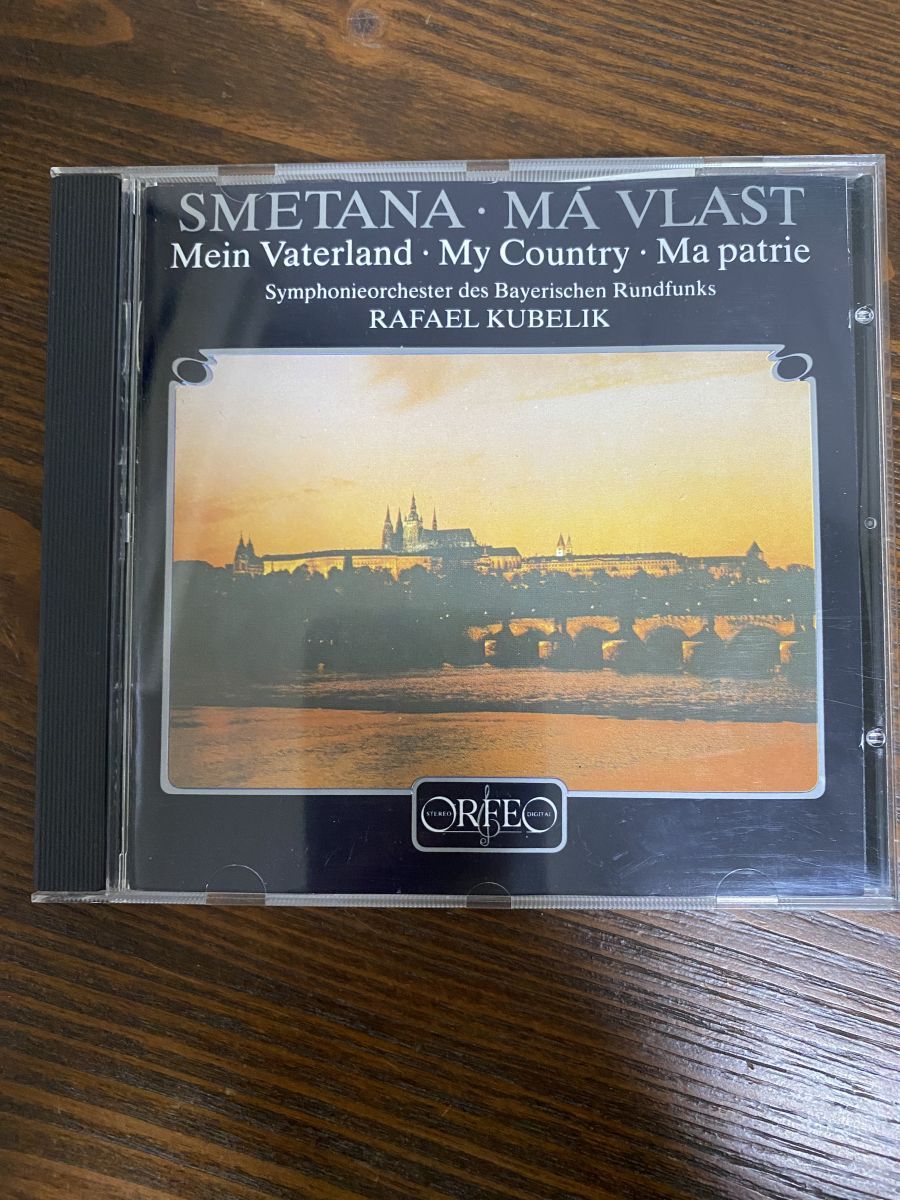 SMETANA · MÁ VLAST
Mein Vaterland · My Country · Ma patrie
Symphonieorchester des Bayerischen Rundfunks
RAFAEL KUBELIK
STEREO ORFEO DIGITAL